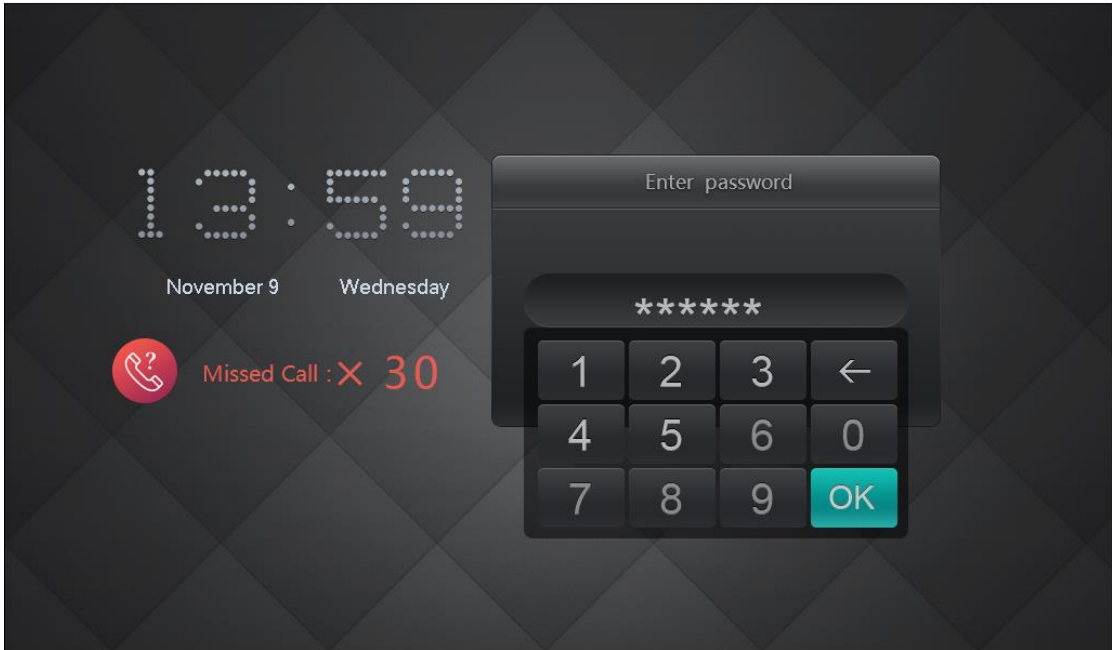 13:59
November 9 Wednesday
?
Missed Call : × 30
Enter password
******
1 2 3 ←
4 5 6 0
7 8 9 OK